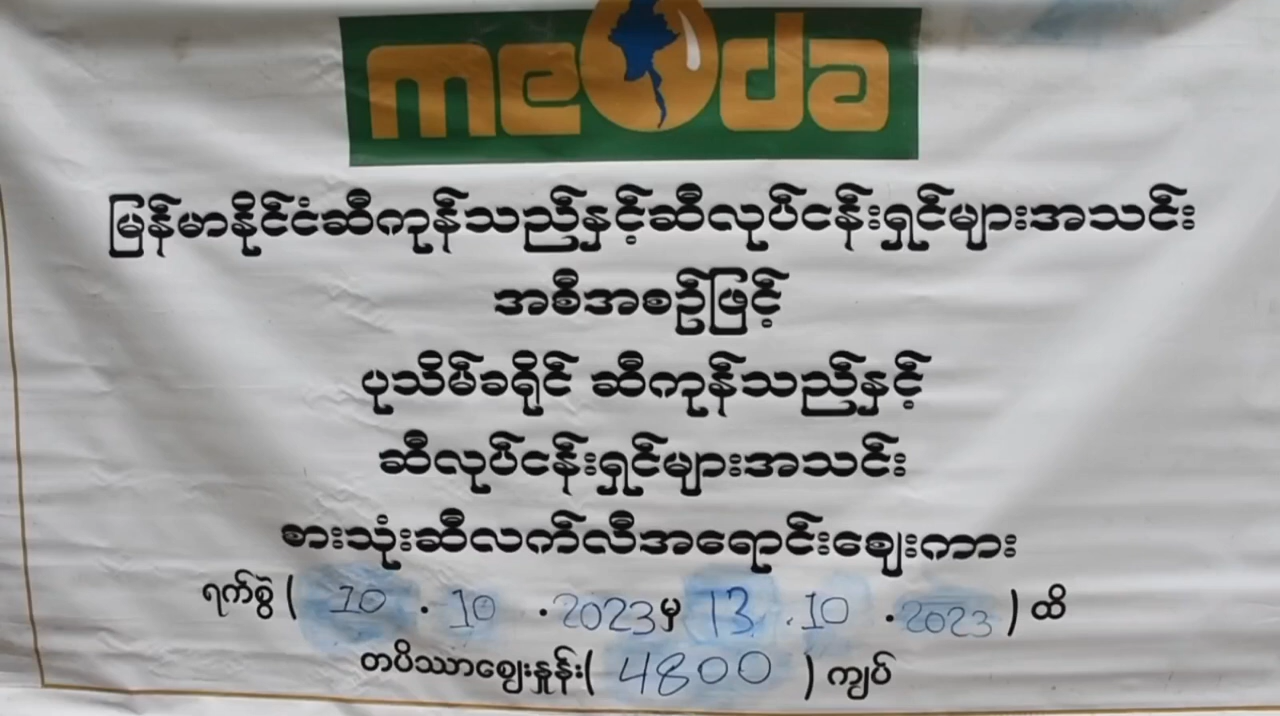 meoda
မြန်မာနိုင်ငံဆီကုန်သည်နှင့်ဆီလုပ်ငန်းရှင်များအသင်း
အစီအစဉ်ဖြင့်
ပုသိမ်ခရိုင် ဆီကုန်သည်နှင့်
ဆီလုပ်ငန်းရှင်များအသင်း
စားသုံးဆီလက်လီအရောင်းဈေးကား
ရက်စွဲ ( 10 . 10 . 2023 မှ 13 . 10 . 2023 ) ထိ
တပိဿာဈေးနှုန်း( 4800 ) ကျပ်